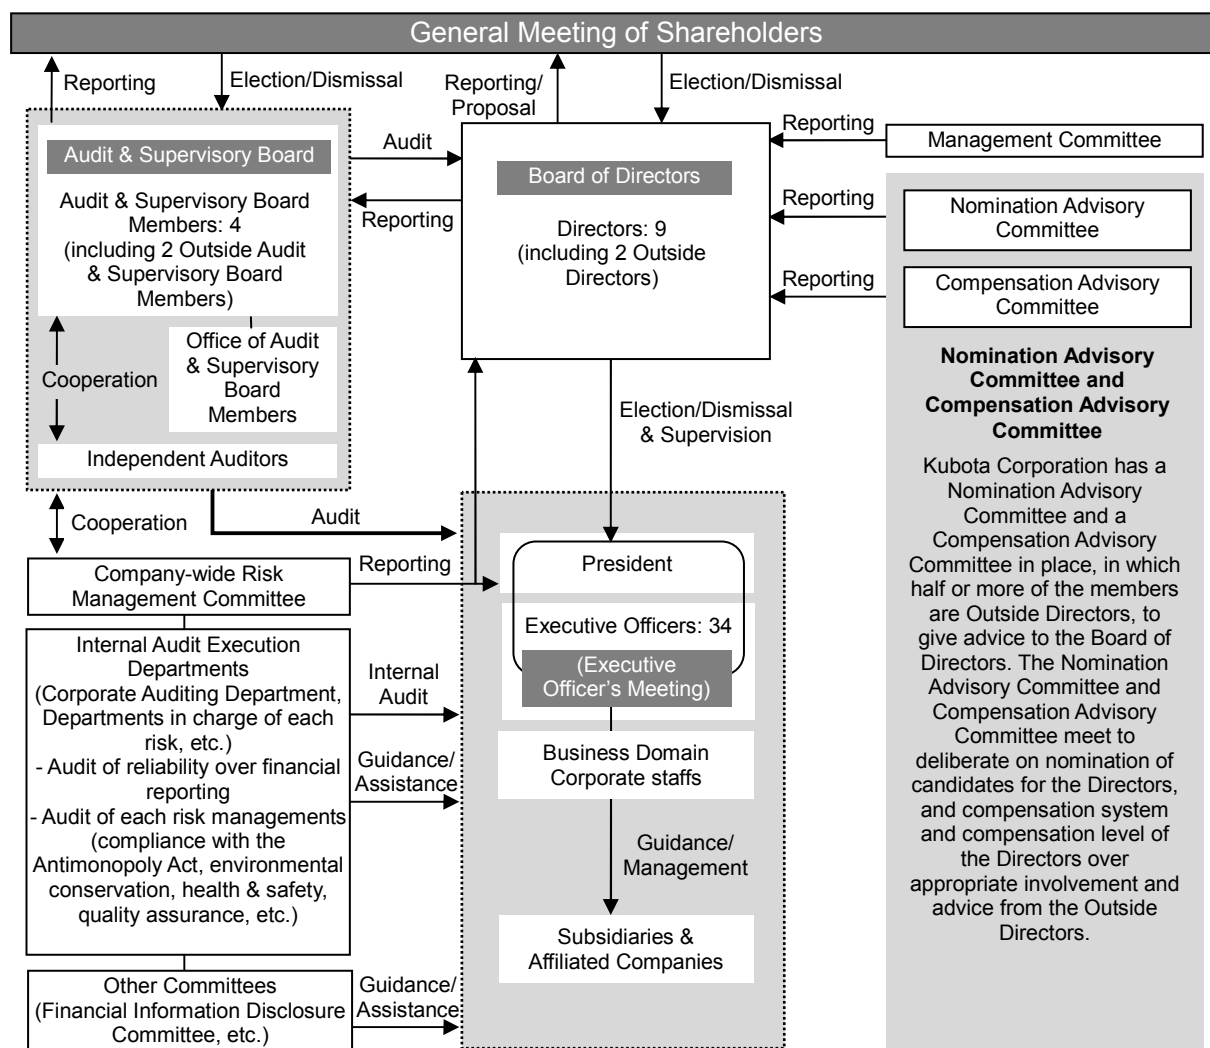 General Meeting of Shareholders
Reporting
Election/Dismissal
Reporting/
Proposal
Election/Dismissal
Audit & Supervisory Board
Audit & Supervisory Board
Members: 4
(including 2 Outside Audit
& Supervisory Board
Members)
Office of Audit
& Supervisory
Board
Members
Cooperation
Independent Auditors
Audit
Reporting
Board of Directors
Directors: 9
(including 2 Outside
Directors)
Reporting
Management Committee
Reporting
Nomination Advisory
Committee
Reporting
Compensation Advisory
Committee
Nomination Advisory
Committee and
Compensation Advisory
Committee
Kubota Corporation has a
Nomination Advisory
Committee and a
Compensation Advisory
Committee in place, in which
half or more of the members
are Outside Directors, to
give advice to the Board of
Directors. The Nomination
Advisory Committee and
Compensation Advisory
Committee meet to
deliberate on nomination of
candidates for the Directors,
and compensation system
and compensation level of
the Directors over
appropriate involvement and
advice from the Outside
Directors.
Election/Dismissal
& Supervision
Cooperation
Audit
Company-wide Risk
Management Committee
Reporting
President
Executive Officers: 34
(Executive
Officer's Meeting)
Internal Audit Execution
Departments
(Corporate Auditing Department,
Departments in charge of each
risk, etc.)
- Audit of reliability over financial
reporting
- Audit of each risk managements
(compliance with the
Antimonopoly Act, environmental
conservation, health & safety,
quality assurance, etc.)
Internal
Audit
Guidance/
Assistance
Business Domain
Corporate staffs
Guidance/
Management
Subsidiaries &
Affiliated Companies
Other Committees
(Financial Information Disclosure
Committee, etc.)
Guidance/
Assistance